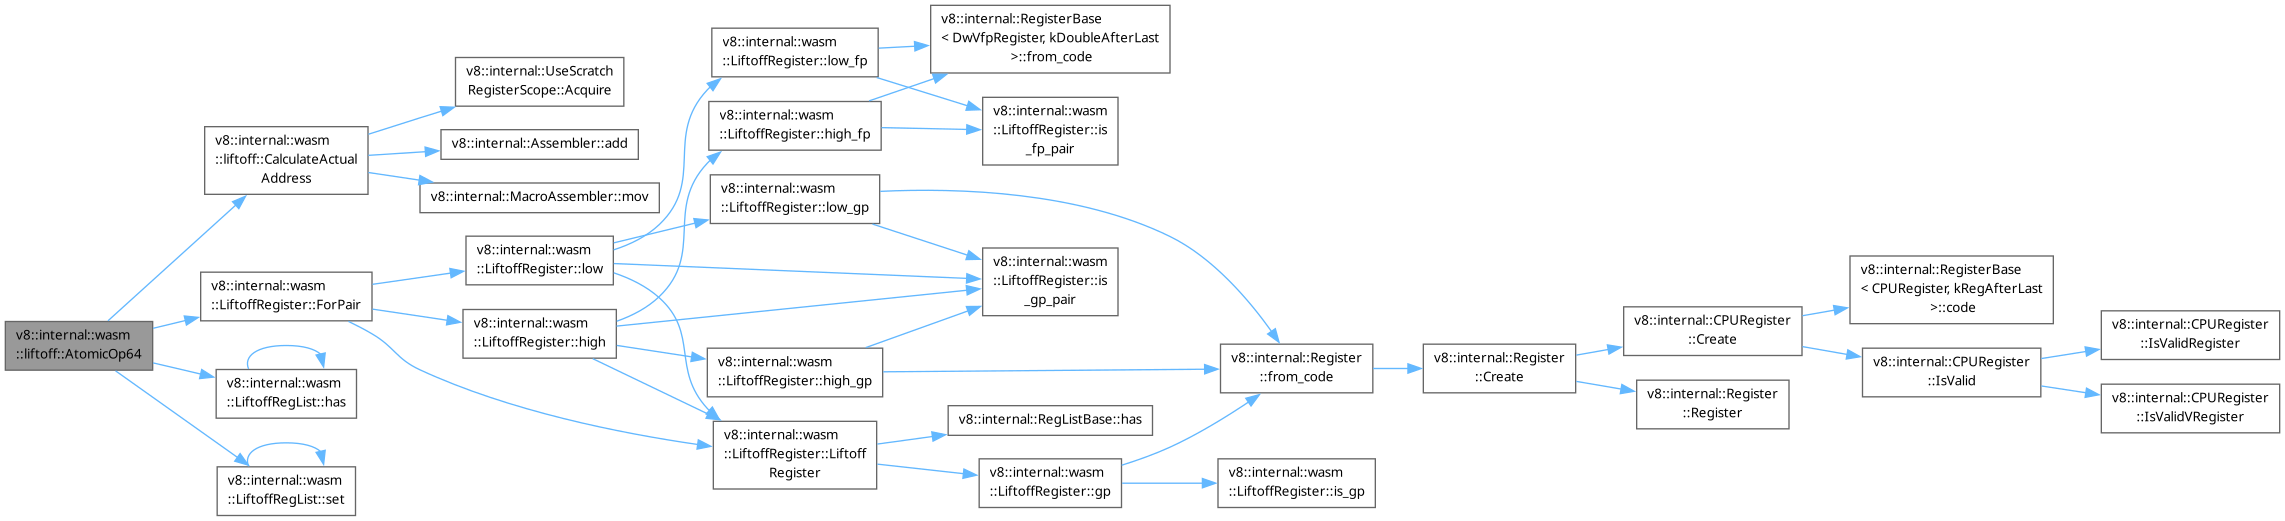 v8::internal::wasm
::liftoff::AtomicOp64
v8::internal::wasm
::liftoff::CalculateActual
Address
v8::internal::UseScratch
RegisterScope::Acquire
v8::internal::Assembler::add
v8::internal::MacroAssembler::mov
v8::internal::wasm
::LiftoffRegister::ForPair
v8::internal::wasm
::LiftoffRegister::low
v8::internal::wasm
::LiftoffRegister::high
v8::internal::wasm
::LiftoffRegList::has
v8::internal::wasm
::LiftoffRegList::set
v8::internal::wasm
::LiftoffRegister::low_fp
v8::internal::wasm
::LiftoffRegister::high_fp
v8::internal::wasm
::LiftoffRegister::low_gp
v8::internal::wasm
::LiftoffRegister::high_gp
v8::internal::wasm
::LiftoffRegister::Liftoff
Register
v8::internal::RegisterBase
< DwVfpRegister, kDoubleAfterLast
>::from_code
v8::internal::wasm
::LiftoffRegister::is
_fp_pair
v8::internal::wasm
::LiftoffRegister::is
_gp_pair
v8::internal::RegListBase::has
v8::internal::wasm
::LiftoffRegister::gp
v8::internal::Register
::from_code
v8::internal::wasm
::LiftoffRegister::is_gp
v8::internal::Register
::Create
v8::internal::CPURegister
::Create
v8::internal::Register
::Register
v8::internal::RegisterBase
< CPURegister, kRegAfterLast
>::code
v8::internal::CPURegister
::IsValid
v8::internal::CPURegister
::IsValidRegister
v8::internal::CPURegister
::IsValidVRegister